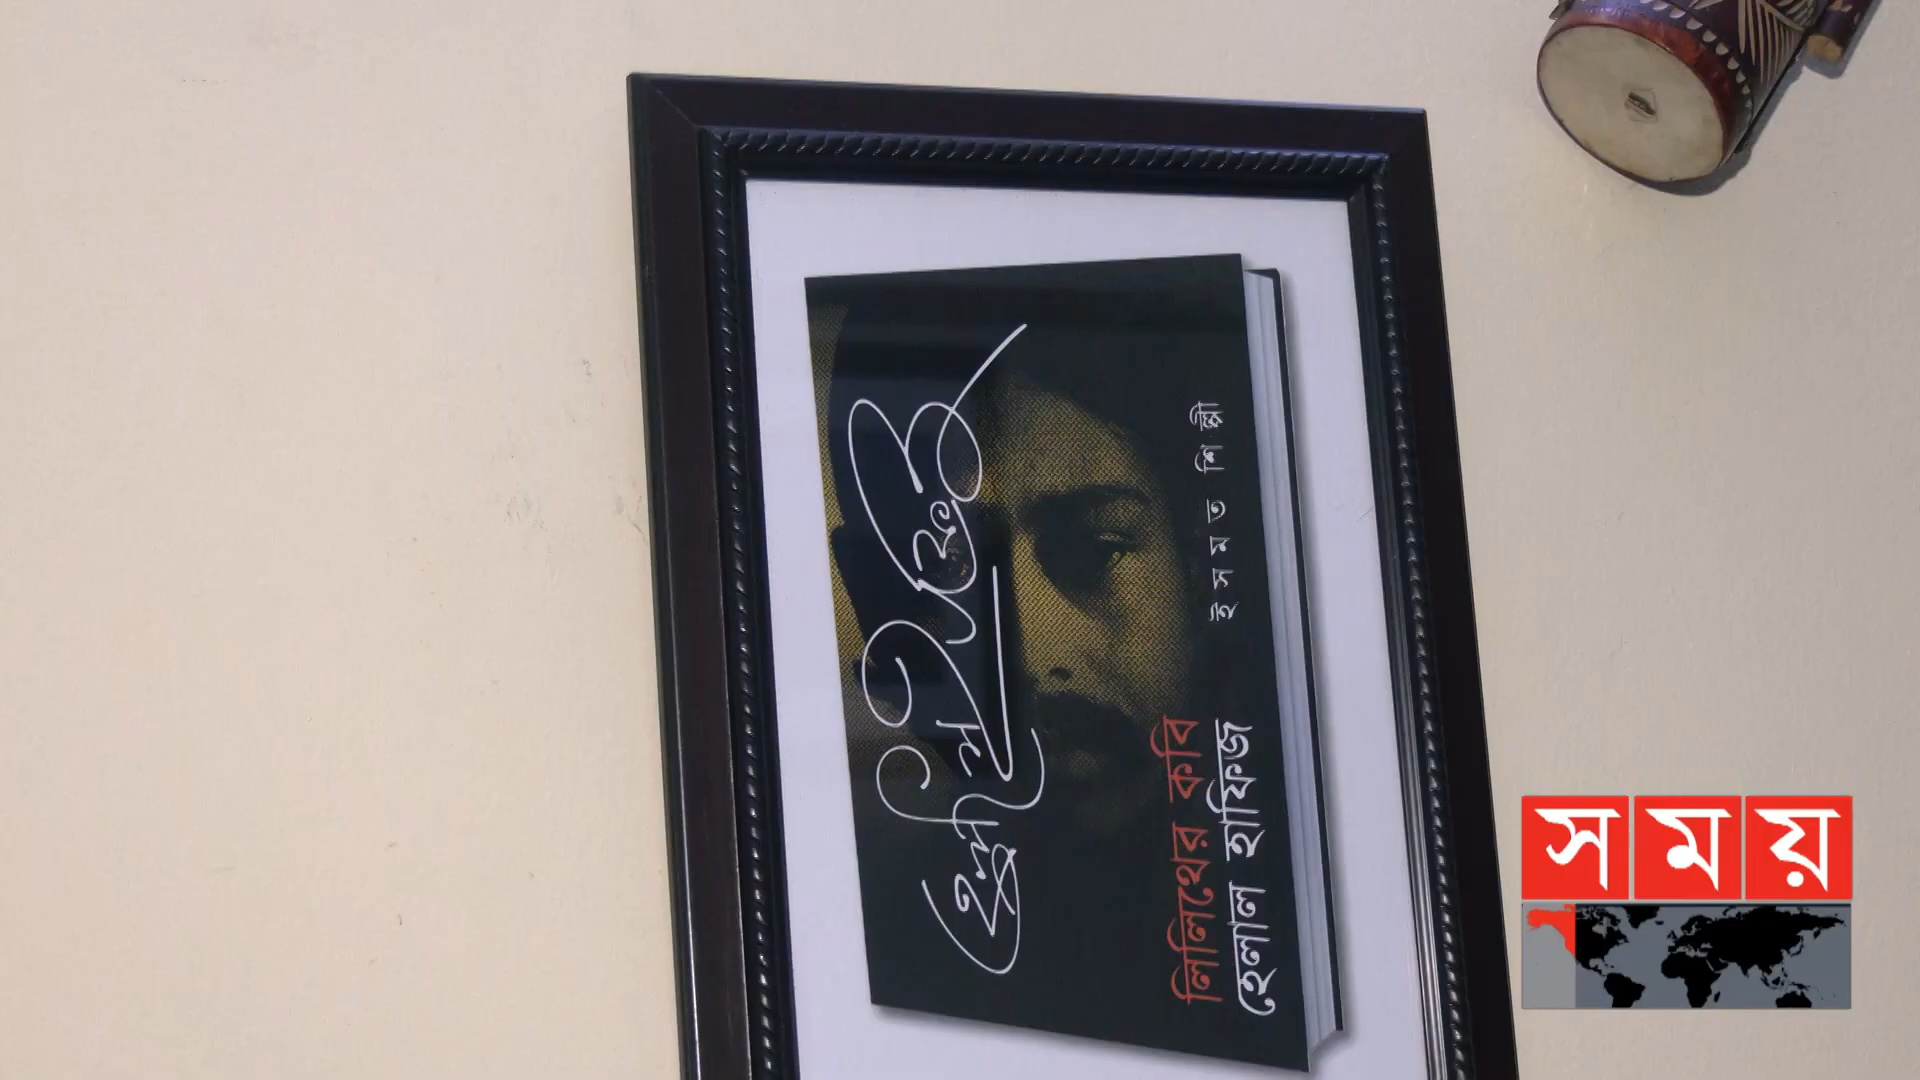 লিলিথের কবি
হেলাল হাফিজ
ইসমত শিল্পী
সময়